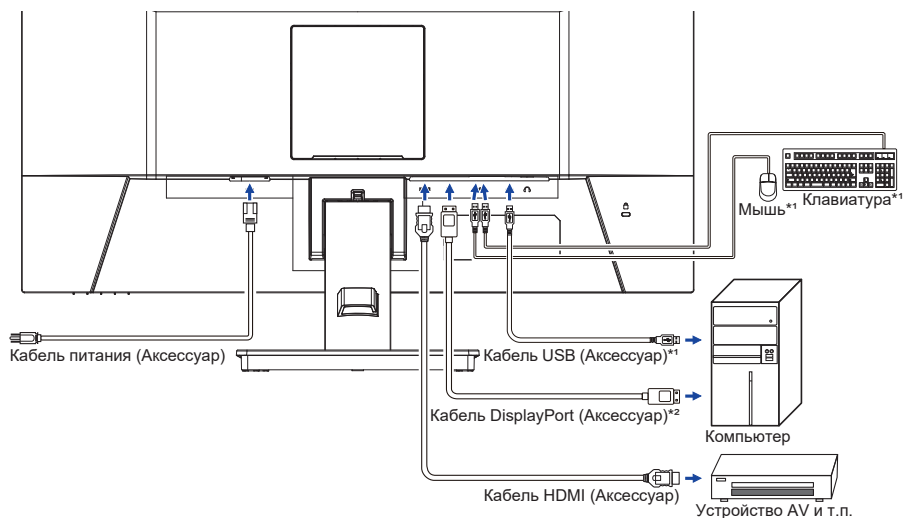 Мышь*1
Клавиатура*1
Кабель питания (Аксессуар)
Кабель USB (Аксессуар)*1
Кабель DisplayPort (Аксессуар)*2
Компьютер
Кабель HDMI (Аксессуар)
Устройство AV и т.п.